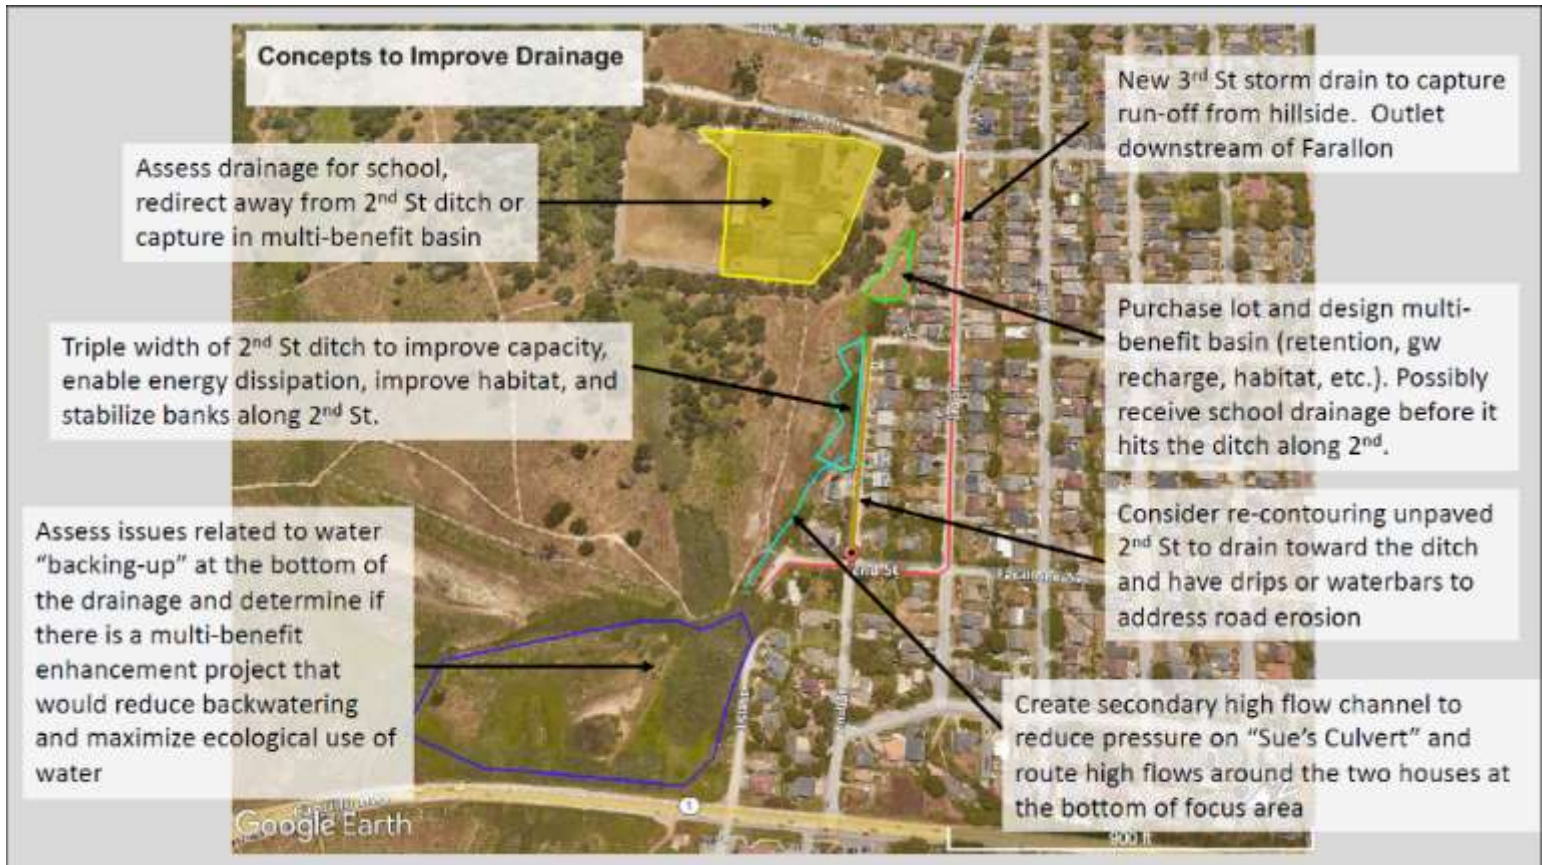 Concepts to Improve Drainage
New 3rd St storm drain to capture
run-off from hillside.  Outlet
downstream of Farallon
Assess drainage for school,
redirect away from 2nd St ditch or
capture in multi-benefit basin
Purchase lot and design multi-
benefit basin (retention, gw
recharge, habitat, etc.). Possibly
receive school drainage before it
hits the ditch along 2nd.
Triple width of 2nd St ditch to improve capacity,
enable energy dissipation, improve habitat, and
stabilize banks along 2nd St.
Consider re-contouring unpaved
2nd St to drain toward the ditch
and have drips or waterbars to
address road erosion
Assess issues related to water
“backing-up” at the bottom of
the drainage and determine if
there is a multi-benefit
enhancement project that
would reduce backwatering
and maximize ecological use of
water
2nd St
Create secondary high flow channel to
reduce pressure on “Sue’s Culvert” and
route high flows around the two houses at
the bottom of focus area
1
Google Earth
900 ft